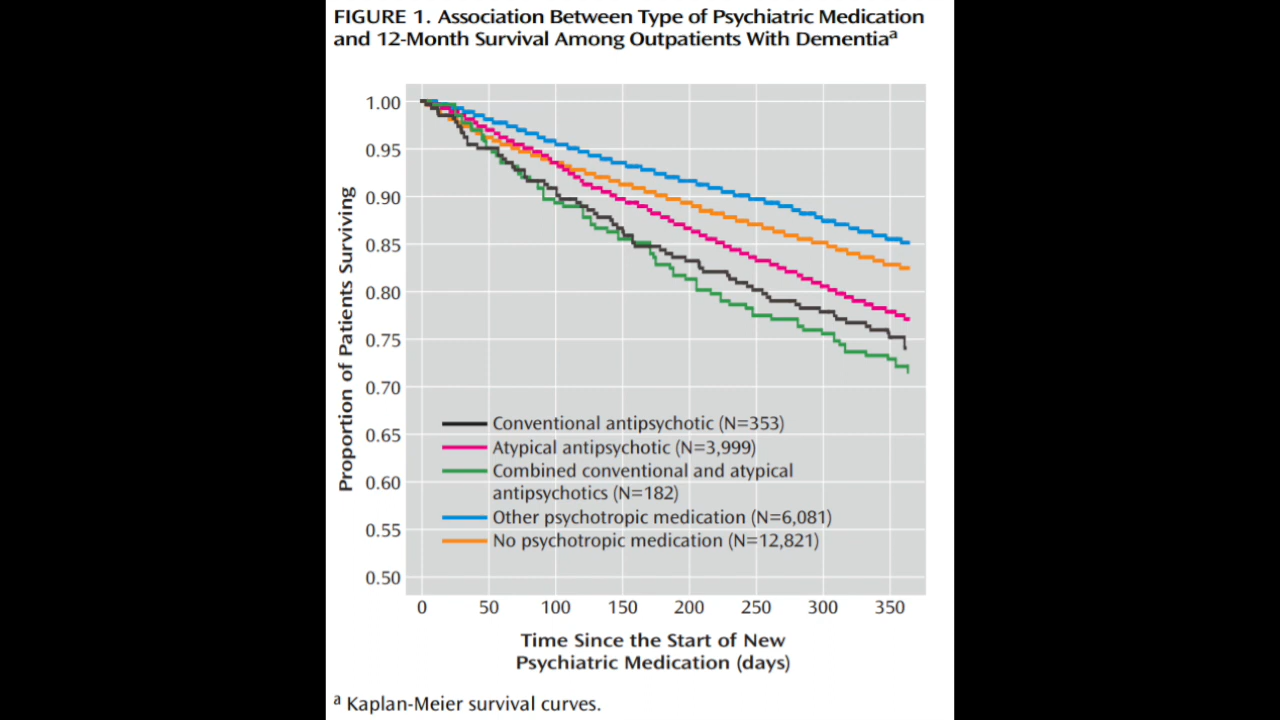 FIGURE 1. Association Between Type of Psychiatric Medication
and 12-Month Survival Among Outpatients With Dementiaª
Proportion of Patients Surviving
1.00
0.95
0.90
0.85
0.80
0.75
0.70
0.65
0.60
0.55
0.50
Conventional antipsychotic (N=353)
Atypical antipsychotic (N=3,999)
Combined conventional and atypical
antipsychotics (N=182)
Other psychotropic medication (N=6,081)
No psychotropic medication (N=12,821)
0 50 100 150 200 250 300 350
Time Since the Start of New
Psychiatric Medication (days)
ª Kaplan-Meier survival curves.